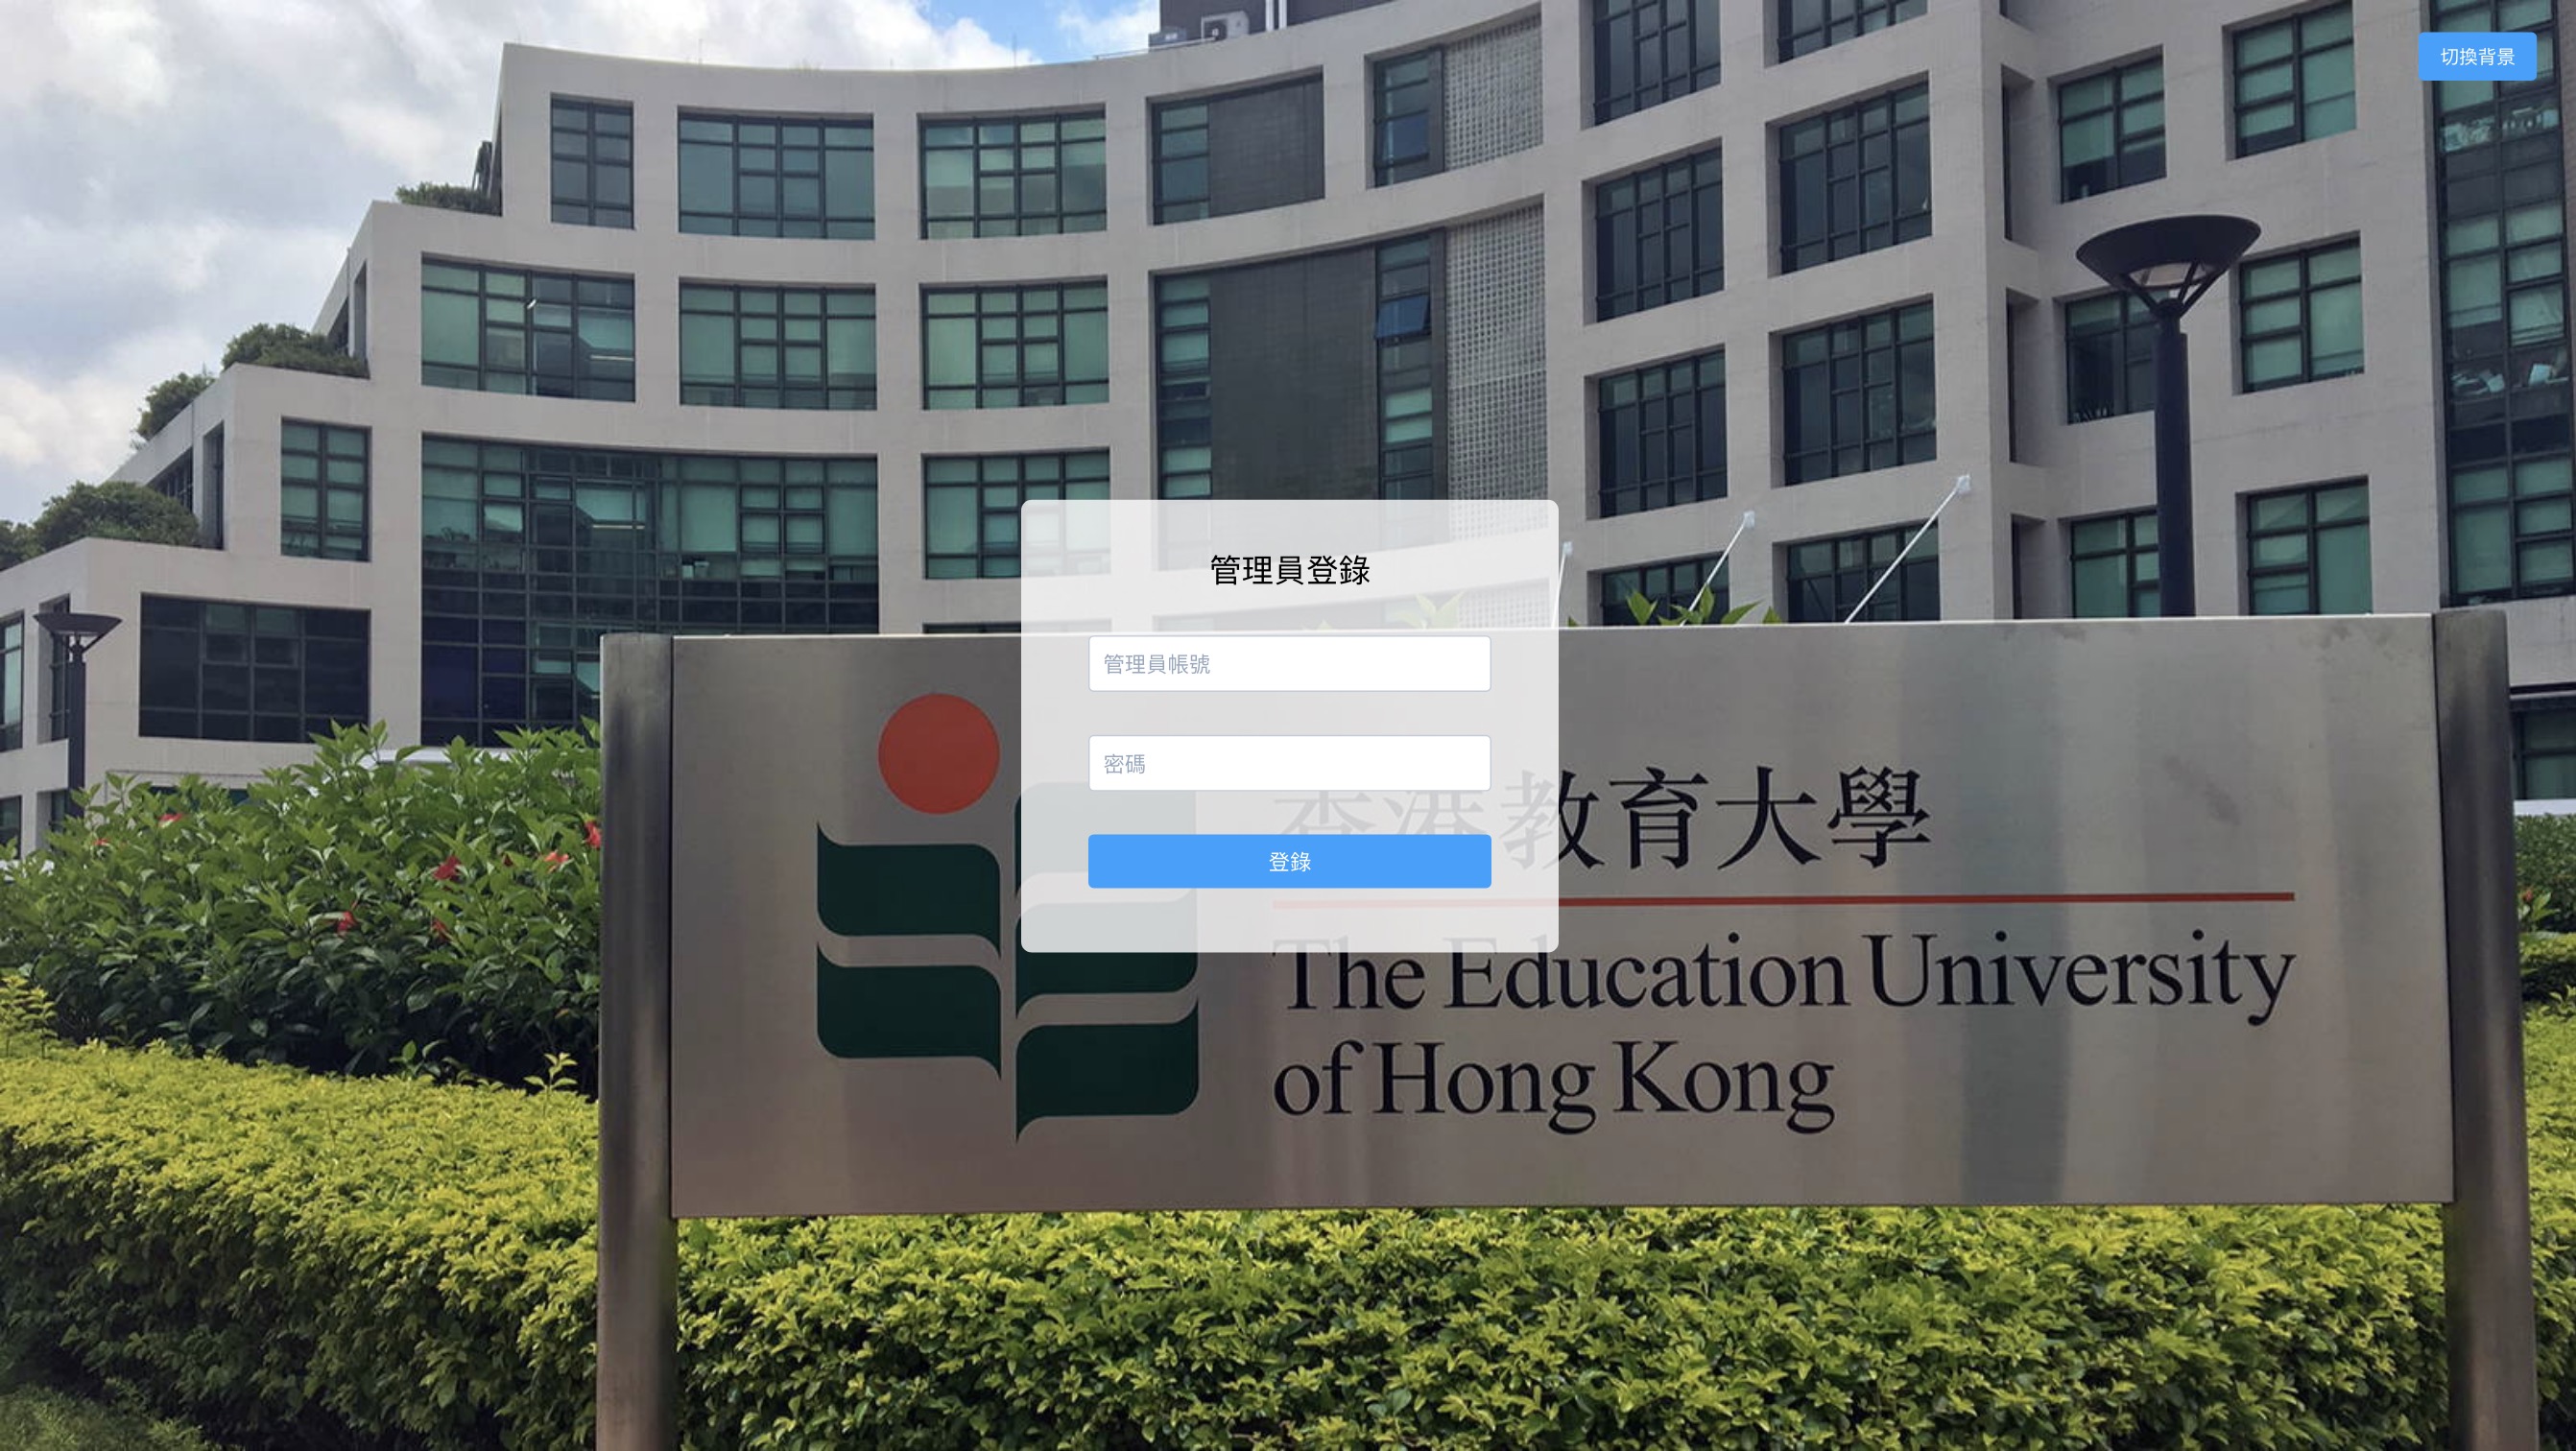 切換背景
管理員登錄
管理員帳號
密碼
香港教育大學
登錄
The Education University
of Hong Kong